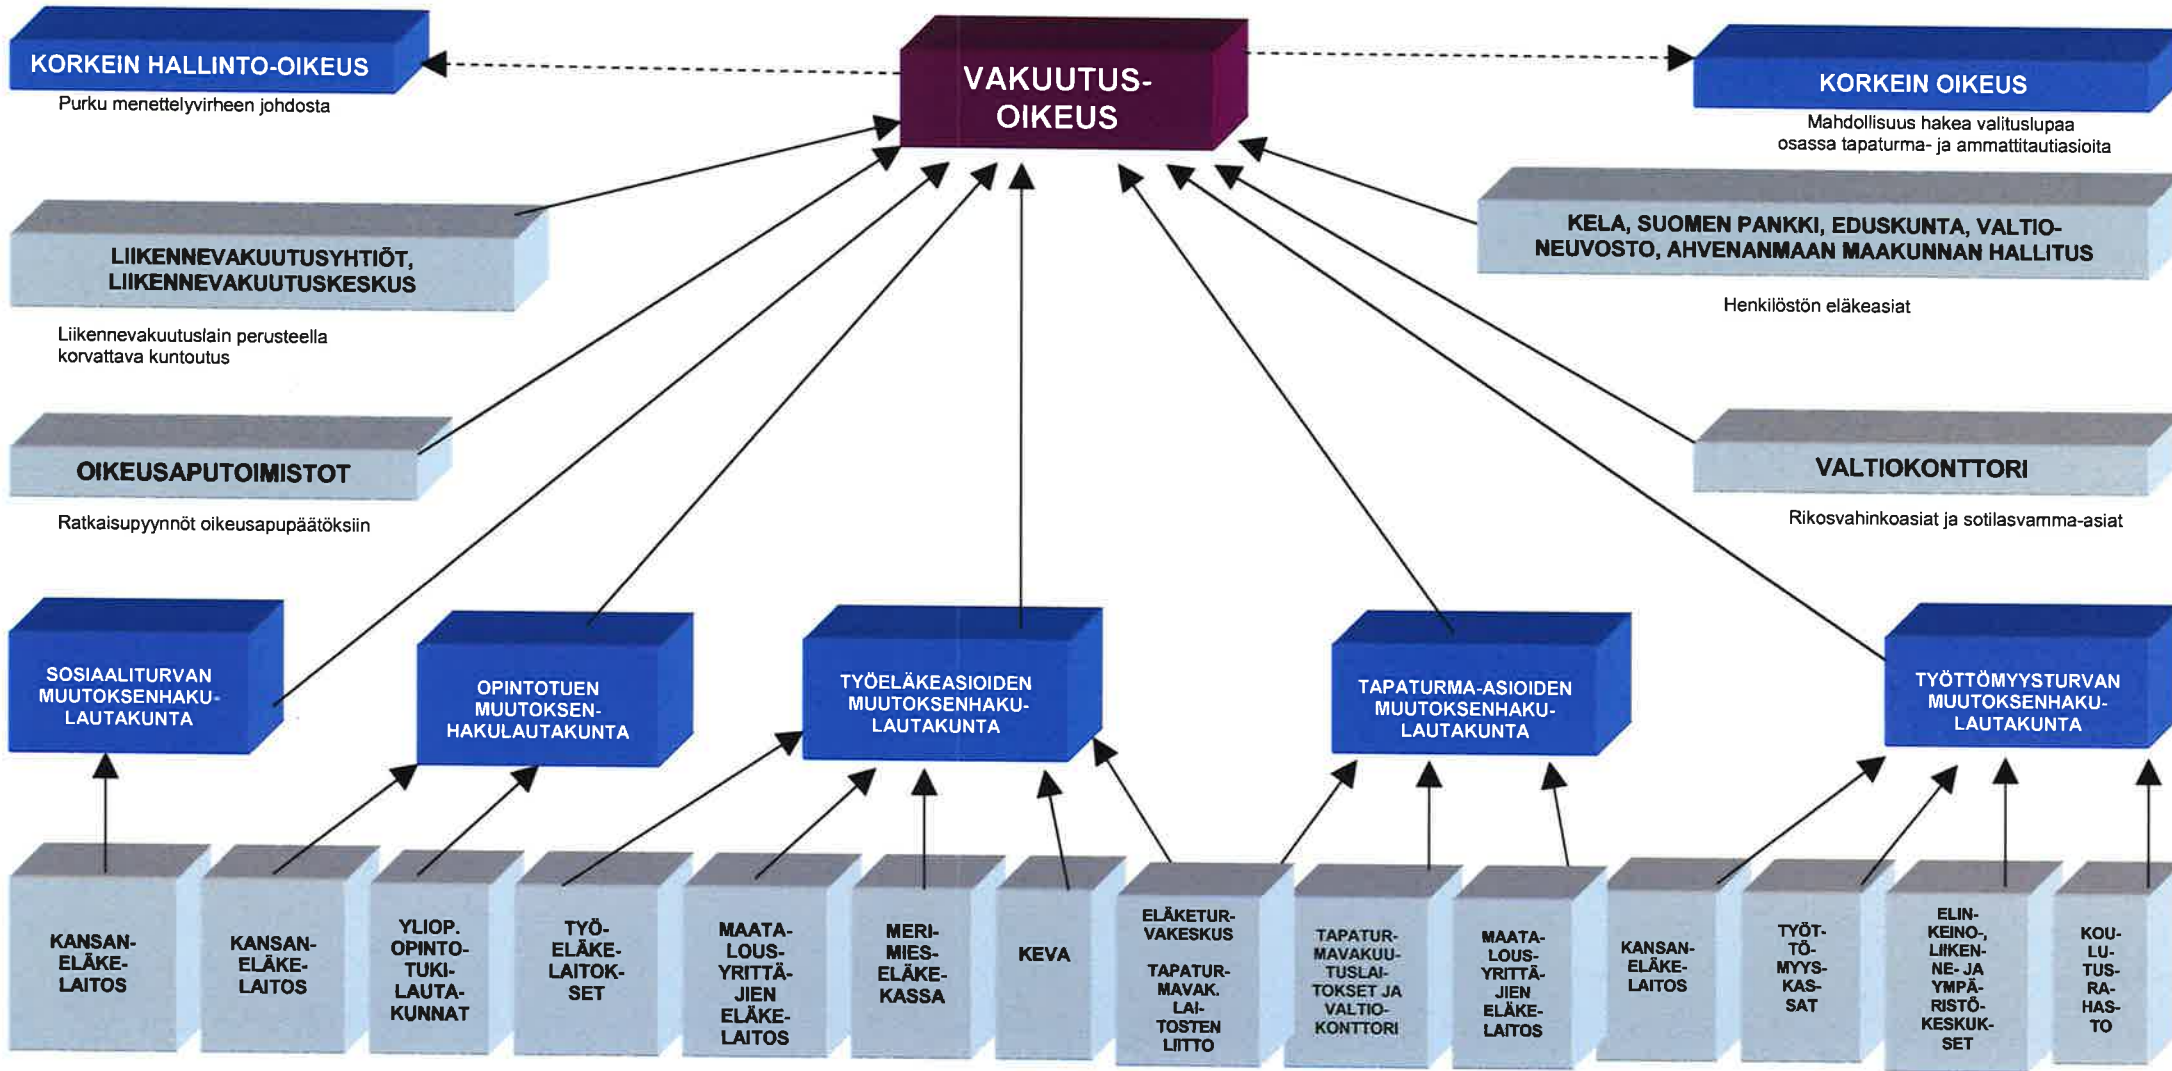 KORKEIN HALLINTO-OIKEUS
Purku menettelyvirheen johdosta
VAKUUTUS-
OIKEUS
KORKEIN OIKEUS
Mahdollisuus hakea valituslupaa
osassa tapaturma- ja ammattitautiasioita
LIIKENNEVAKUUTUSYHTIÖT,
LIIKENNEVAKUUTUSKESKUS
Liikennevakuutuslain perusteella
korvattava kuntoutus
KELA, SUOMEN PANKKI, EDUSKUNTA, VALTIO-
NEUVOSTO, AHVENANMAAN MAAKUNNAN HALLITUS
Henkilöstön eläkeasiat
OIKEUSAPUTOIMISTOT
Ratkaisupyynnöt oikeusapupäätöksiin
VALTIOKONTTORI
Rikosvahinkoasiat ja sotilasvamma-asiat
SOSIAALITURVAN
MUUTOKSENHAKU-
LAUTAKUNTA
OPINTOTUEN
MUUTOKSEN-
HAKULAUTAKUNTA
TYÖELÄKEASIOIDEN
MUUTOKSENHAKU-
LAUTAKUNTA
TAPATURMA-ASIOIDEN
MUUTOKSENHAKU-
LAUTAKUNTA
TYÖTTÖMYYSTURVAN
MUUTOKSENHAKU-
LAUTAKUNTA
KANSAN-
ELÄKE-
LAITOS
KANSAN-
ELÄKE-
LAITOS
YLIOP.
OPINTO-
TUKI-
LAUTA-
KUNNAT
TYÖ-
ELÄKE-
LAITOK-
SET
MAATA-
LOUS-
YRITTÄ-
JIEN
ELÄKE-
LAITOS
MERI-
MIES-
ELÄKE-
KASSA
KEVA
ELÄKETUR-
VAKESKUS
TAPATUR-
MAVAK.
LAI-
TOSTEN
LIITTO
TAPATUR-
MAVAKUU-
TUSLAI-
TOKSET JA
VALTIO-
KONTTORI
MAATA-
LOUS-
YRITTÄ-
JIEN
ELÄKE-
LAITOS
KANSAN-
ELÄKE-
LAITOS
TYÖT-
TÖ-
MYYS-
KAS-
SAT
ELIN-
KEINO-,
LIIKEN-
NE- JA
YMPÄ-
RISTÖ-
KESKUK-
SET
KOU-
LU-
TUS-
RA-
HAS-
TO